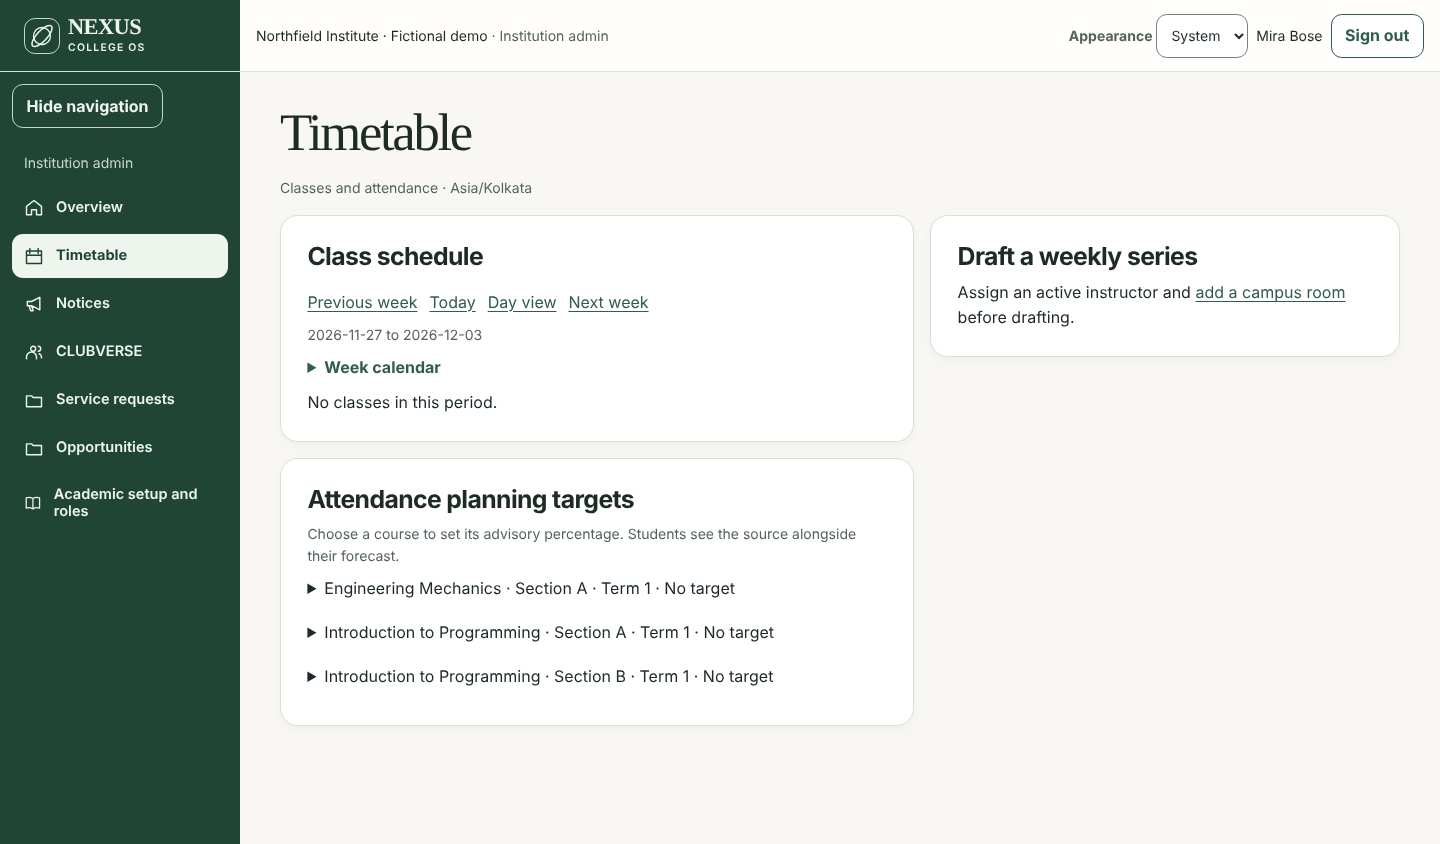 NEXUS
COLLEGE OS
Northfield Institute · Fictional demo · Institution admin
Appearance System Mira Bose Sign out
Hide navigation
Institution admin
Overview
Timetable
Notices
CLUBVERSE
Service requests
Opportunities
Academic setup and
roles
Timetable
Classes and attendance · Asia/Kolkata
Class schedule
Previous week Today Day view Next week
2026-11-27 to 2026-12-03
Week calendar
No classes in this period.
Draft a weekly series
Assign an active instructor and add a campus room
before drafting.
Attendance planning targets
Choose a course to set its advisory percentage. Students see the source alongside
their forecast.
Engineering Mechanics · Section A · Term 1 · No target
Introduction to Programming · Section A · Term 1 · No target
Introduction to Programming · Section B · Term 1 · No target